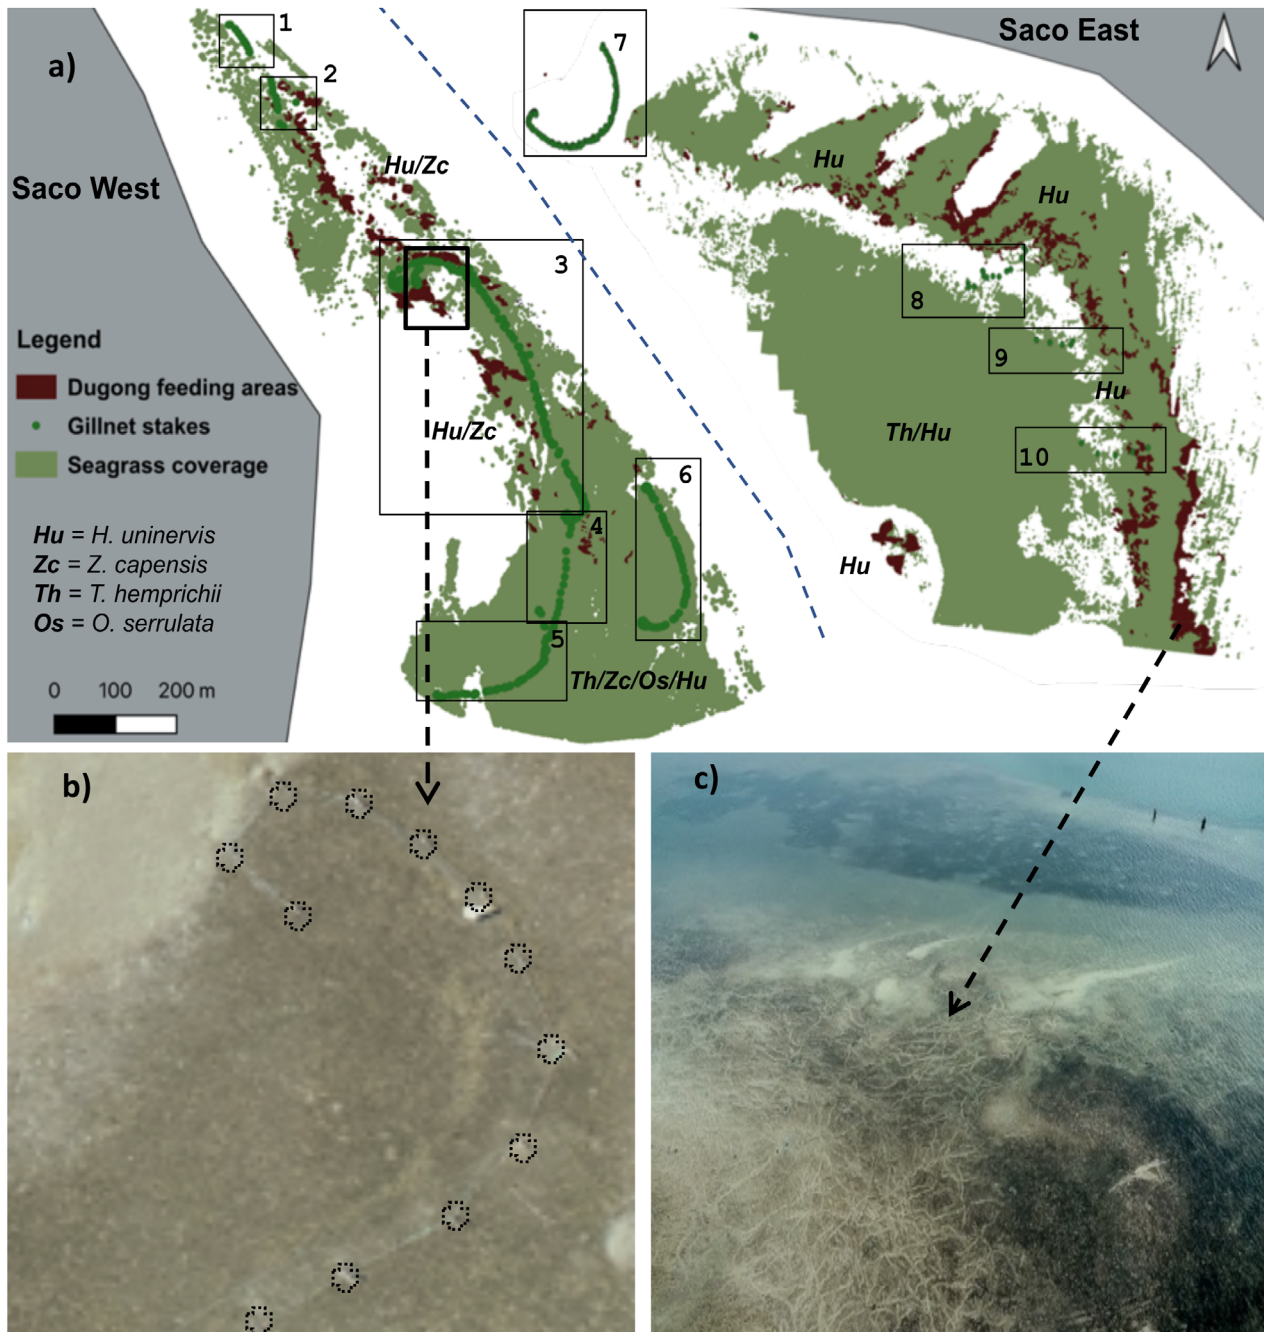 a)
Saco West
Saco East
1
2
3
4
5
6
7
8
9
10
Hu/Zc
Hu/Zc
Th/Zc/Os/Hu
Hu
Hu
Hu
Th/Hu
Hu
Legend
Dugong feeding areas
Gillnet stakes
Seagrass coverage
Hu = H. uninervis
Zc = Z. capensis
Th = T. hemprichii
Os = O. serrulata
0 100 200 m
b)
c)